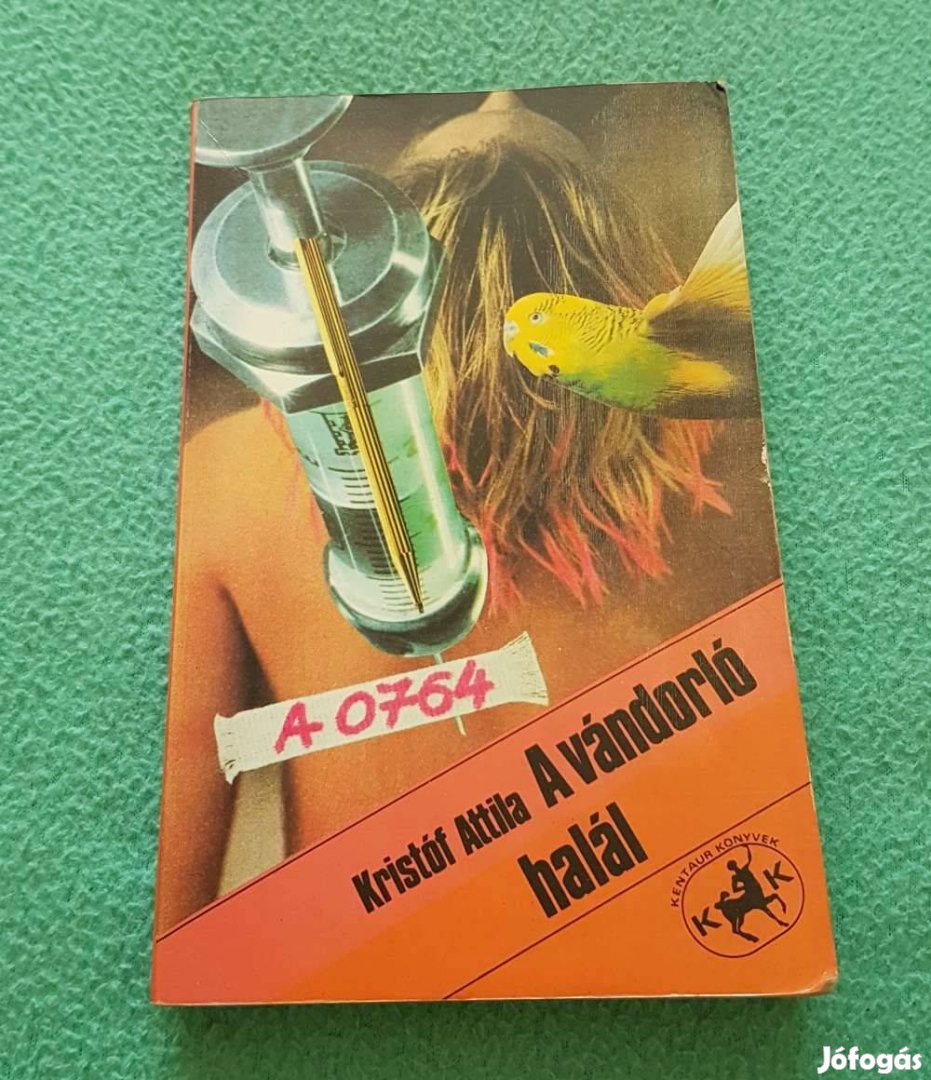 A 0764
Kristóf Attila A vándorló
halál
KENTAUR KÖNYVEK
K K
Jófogás